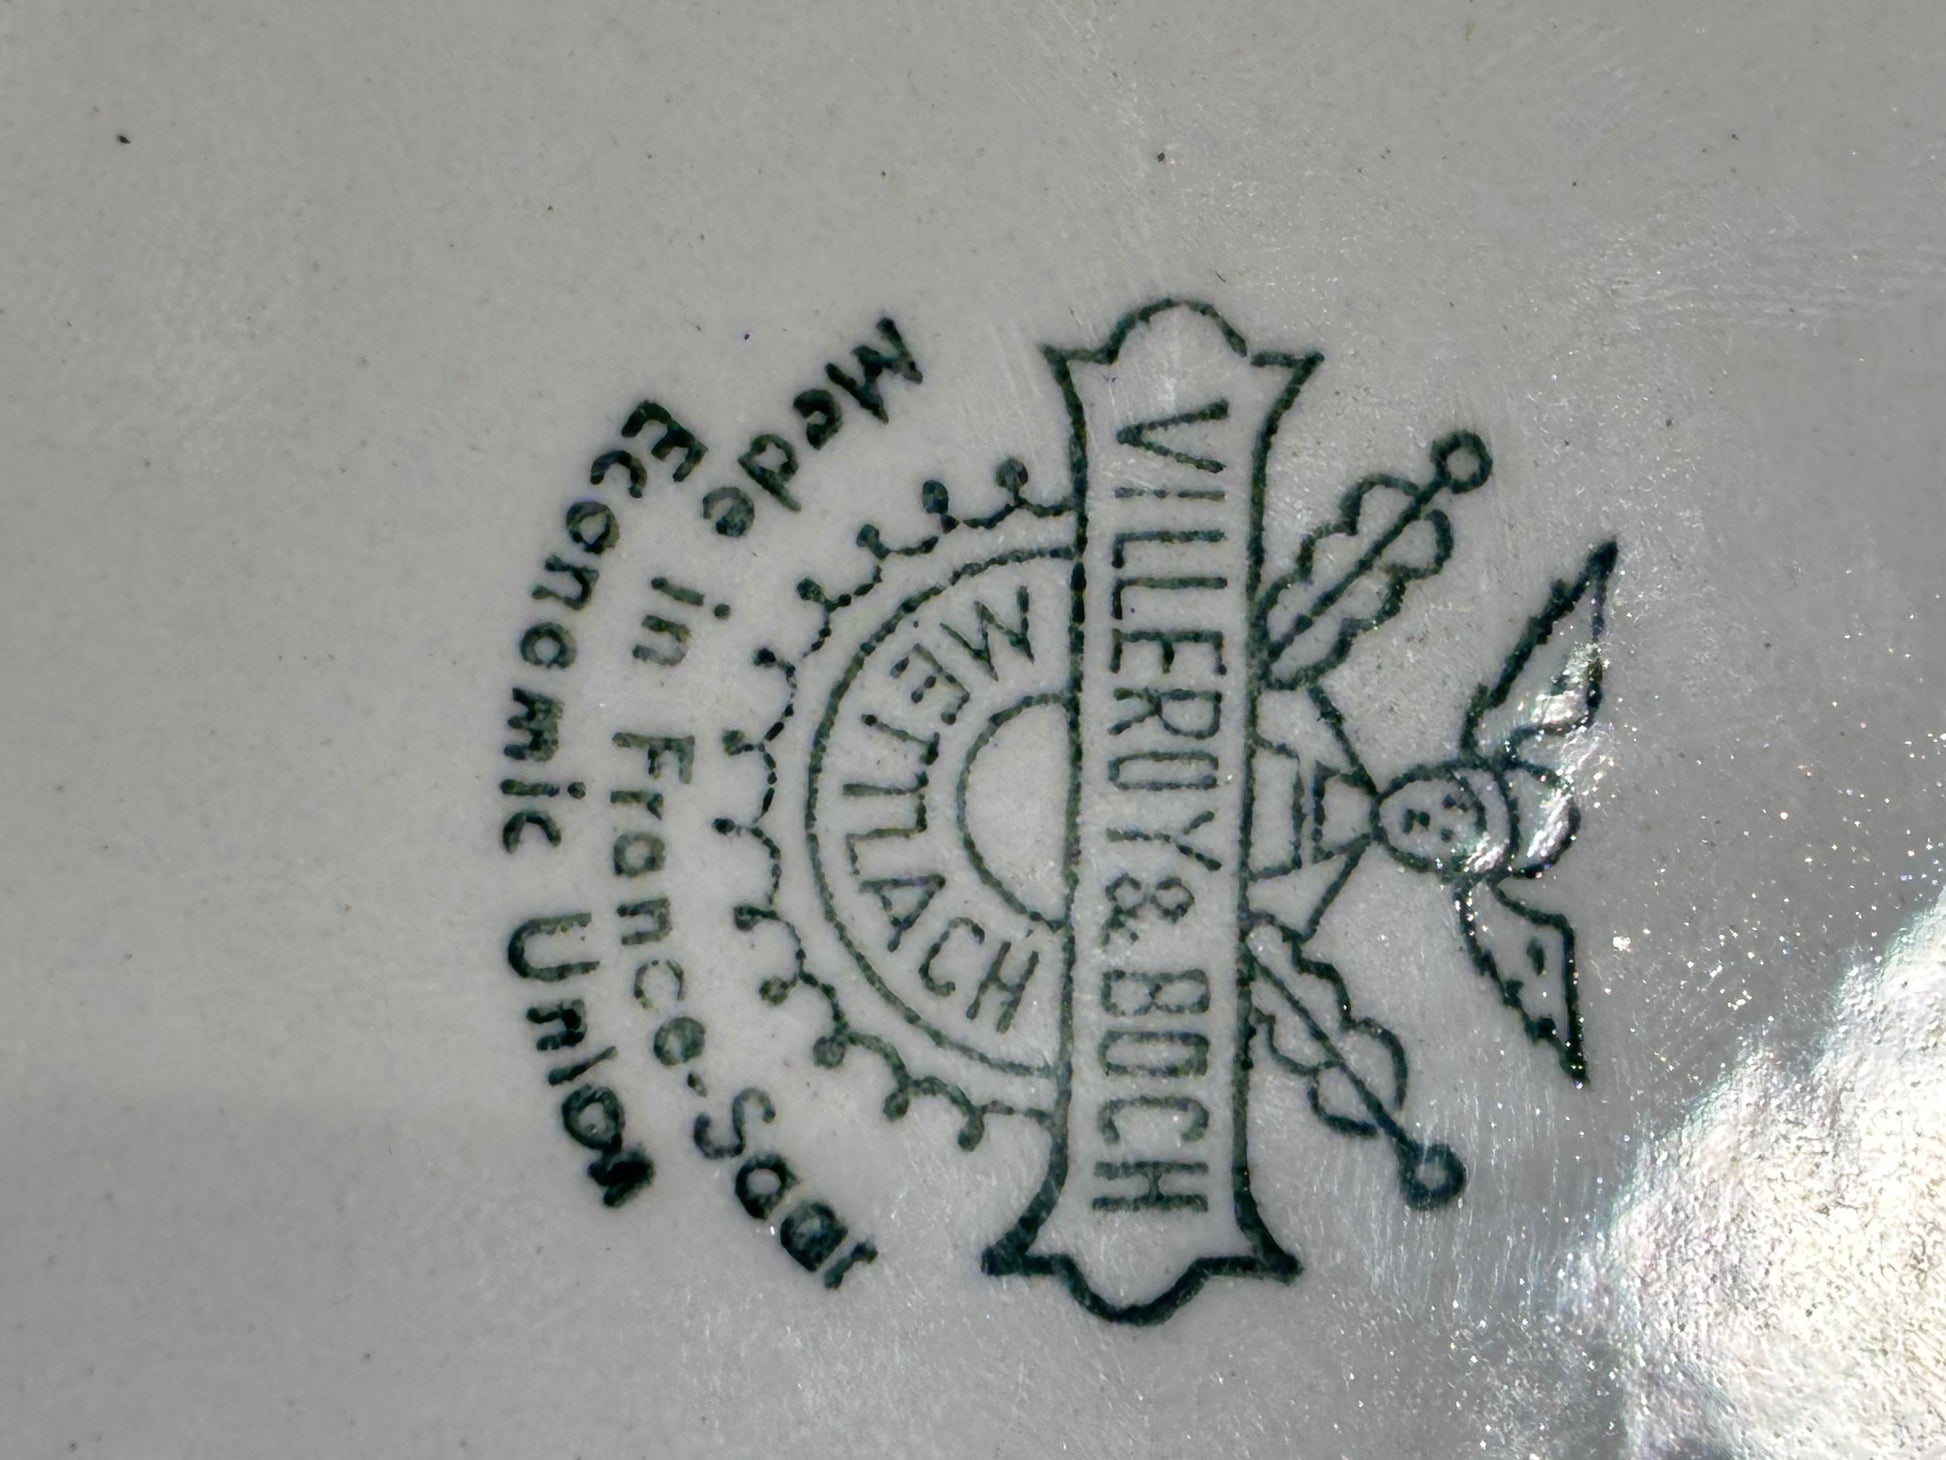 VILLEROY & BOCH
METTLACH
Made in France-Saar
Economic Union